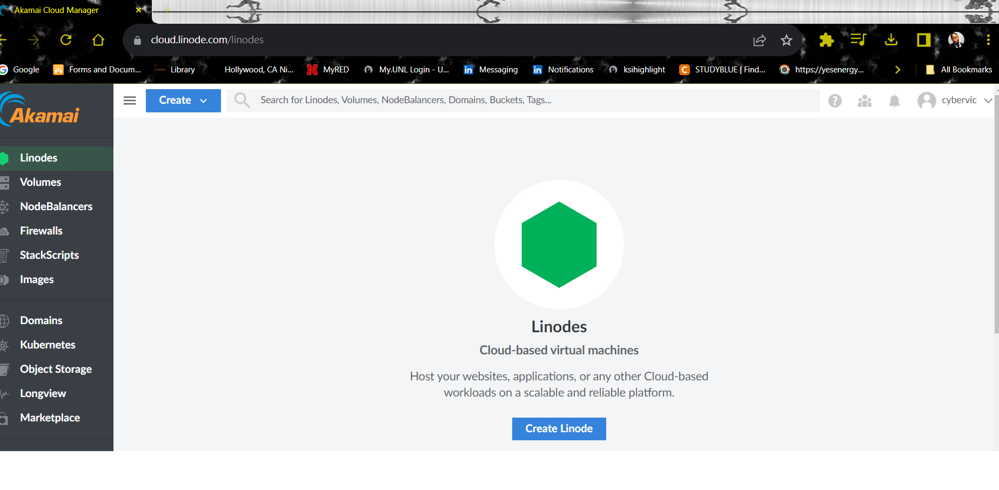 Akamai Cloud Manager
cloud.linode.com/linodes
Google Forms and Docum... Library Hollywood, CA Ni... MyRED My.UNL Login - U... Messaging Notifications ksihighlight STUDYBLUE | Find... https://yesenergy... All Bookmarks
Akamai
Create
Search for Linodes, Volumes, NodeBalancers, Domains, Buckets, Tags...
cybervic
Linodes
Volumes
NodeBalancers
Firewalls
StackScripts
Images
Domains
Kubernetes
Object Storage
Longview
Marketplace
Linodes
Cloud-based virtual machines
Host your websites, applications, or any other Cloud-based
workloads on a scalable and reliable platform.
Create Linode